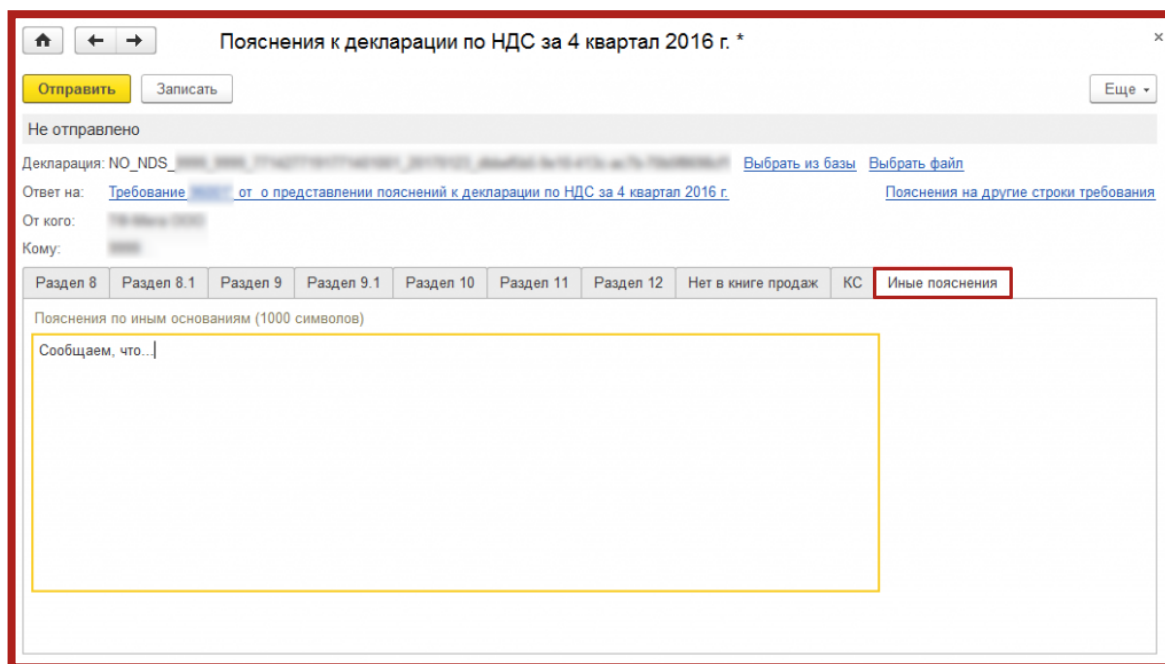 Пояснения к декларации по НДС за 4 квартал 2016 г. *
×
Отправить Записать Еще
Не отправлено
Декларация: NO_NDS_ Выбрать из базы Выбрать файл
Ответ на: Требование от о представлении пояснений к декларации по НДС за 4 квартал 2016 г. Пояснения на другие строки требования
От кого:
Кому:
Раздел 8 Раздел 8.1 Раздел 9 Раздел 9.1 Раздел 10 Раздел 11 Раздел 12 Нет в книге продаж КС Иные пояснения
Пояснения по иным основаниям (1000 символов)
Сообщаем, что...